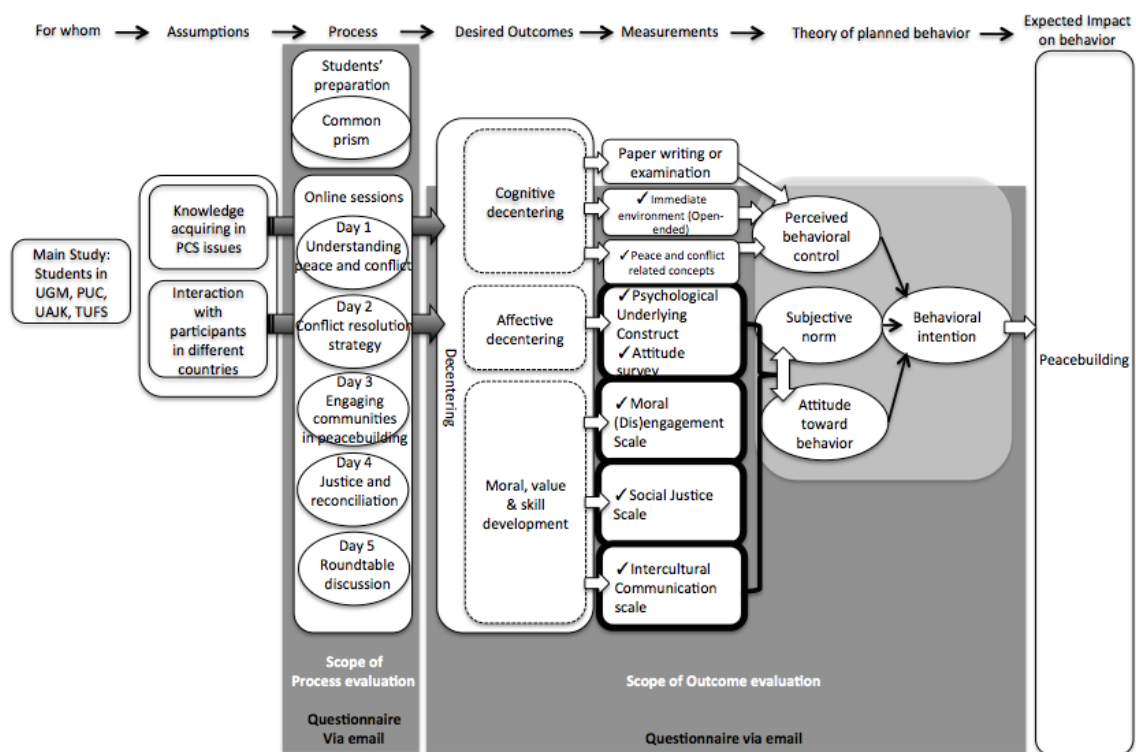 For whom
Assumptions
Process
Desired Outcomes
Measurements
Theory of planned behavior
Expected Impact
on behavior
Main Study:
Students in
UGM, PUC,
UAJK, TUFS
Knowledge
acquiring in
PCS issues
Interaction
with
participants
in different
countries
Students'
preparation
Common
prism
Online sessions
Day 1
Understanding
peace and conflict
Day 2
Conflict resolution
strategy
Day 3
Engaging
communities
in peacebuilding
Day 4
Justice and
reconciliation
Day 5
Roundtable
discussion
Scope of
Process evaluation
Questionnaire
Via email
Decentering
Cognitive
decentering
Affective
decentering
Moral, value
& skill
development
Paper writing or
examination
✓ Immediate
environment (Open-
ended)
✓ Peace and conflict
related concepts
✓ Psychological
Underlying
Construct
✓ Attitude
survey
✓ Moral
(Dis)engagement
Scale
✓ Social Justice
Scale
✓ Intercultural
Communication
scale
Perceived
behavioral
control
Subjective
norm
Attitude
toward
behavior
Behavioral
intention
Peacebuilding
Scope of Outcome evaluation
Questionnaire via email